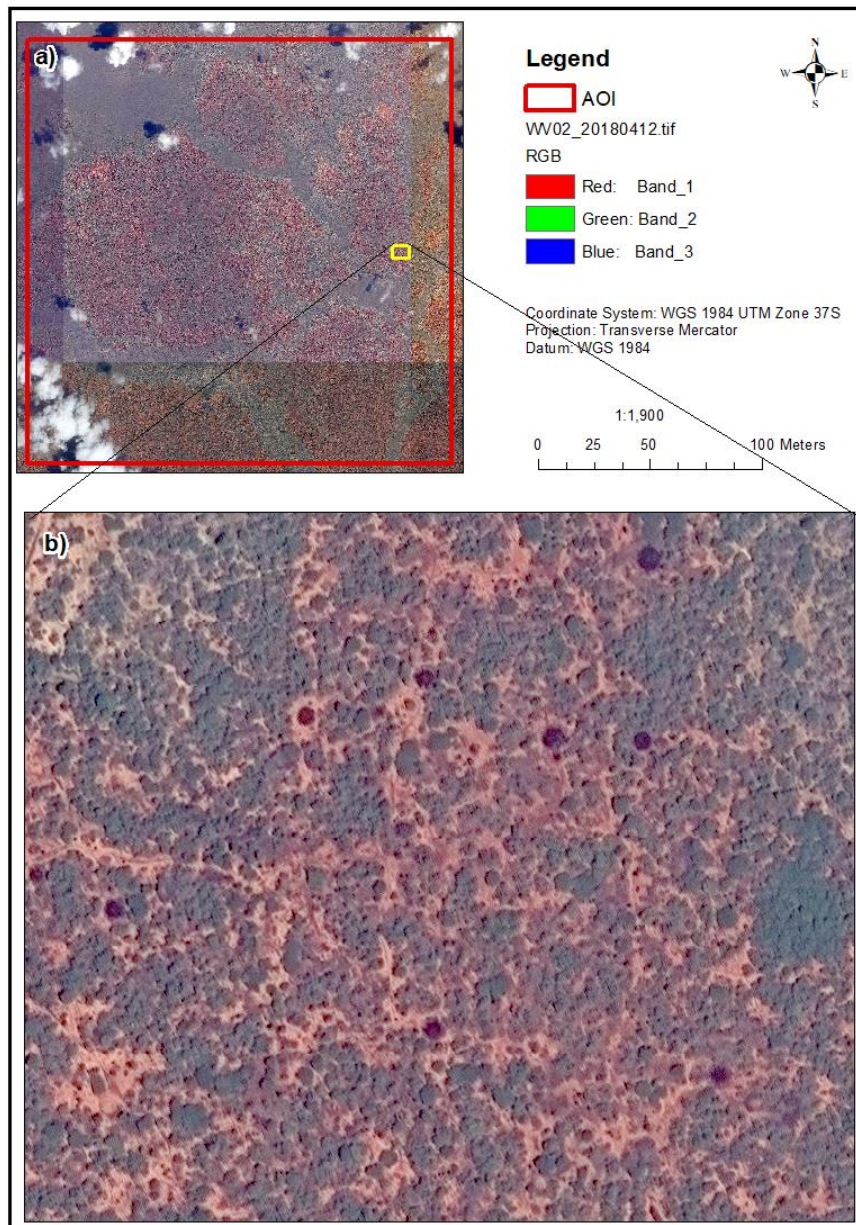 a)
Legend
AOI
WV02_20180412.tif
RGB
Red: Band_1
Green: Band_2
Blue: Band_3
N
W E
S
Coordinate System: WGS 1984 UTM Zone 37S
Projection: Transverse Mercator
Datum: WGS 1984
1:1,900
0 25 50 100 Meters
b)